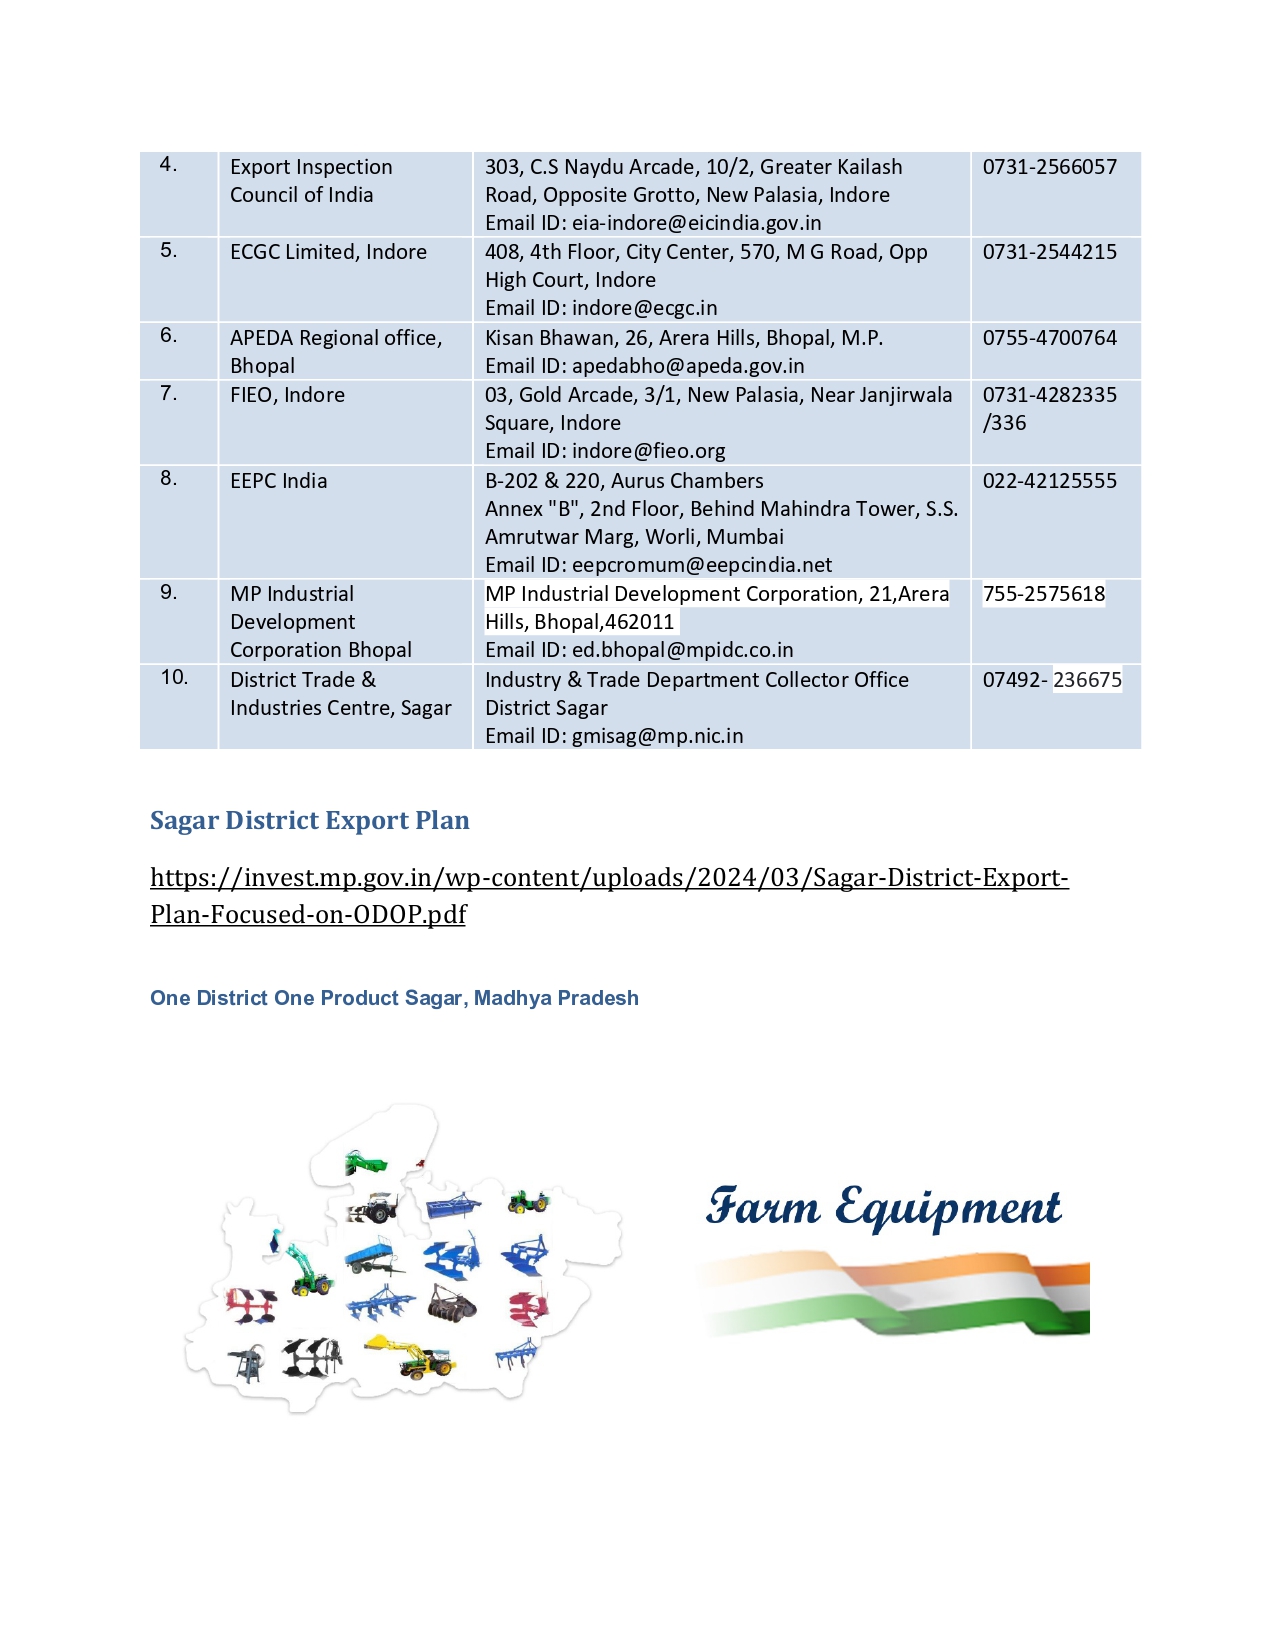 4.
Export Inspection
Council of India
303, C.S Naydu Arcade, 10/2, Greater Kailash
Road, Opposite Grotto, New Palasia, Indore
Email ID: eia-indore@eicindia.gov.in
0731-2566057
5.
ECGC Limited, Indore
408, 4th Floor, City Center, 570, M G Road, Opp
High Court, Indore
Email ID: indore@ecgc.in
0731-2544215
6.
APEDA Regional office,
Bhopal
Kisan Bhawan, 26, Arera Hills, Bhopal, M.P.
Email ID: apedabho@apeda.gov.in
0755-4700764
7.
FIEO, Indore
03, Gold Arcade, 3/1, New Palasia, Near Janjirwala
Square, Indore
Email ID: indore@fieo.org
0731-4282335
/336
8.
EEPC India
B-202 & 220, Aurus Chambers
Annex "B", 2nd Floor, Behind Mahindra Tower, S.S.
Amrutwar Marg, Worli, Mumbai
Email ID: eepcromum@eepcindia.net
022-42125555
9.
MP Industrial
Development
Corporation Bhopal
MP Industrial Development Corporation, 21,Arera
Hills, Bhopal,462011
Email ID: ed.bhopal@mpidc.co.in
755-2575618
10.
District Trade &
Industries Centre, Sagar
Industry & Trade Department Collector Office
District Sagar
Email ID: gmisag@mp.nic.in
07492- 236675
Sagar District Export Plan
https://invest.mp.gov.in/wp-content/uploads/2024/03/Sagar-District-Export-
Plan-Focused-on-ODOP.pdf
One District One Product Sagar, Madhya Pradesh
Farm Equipment